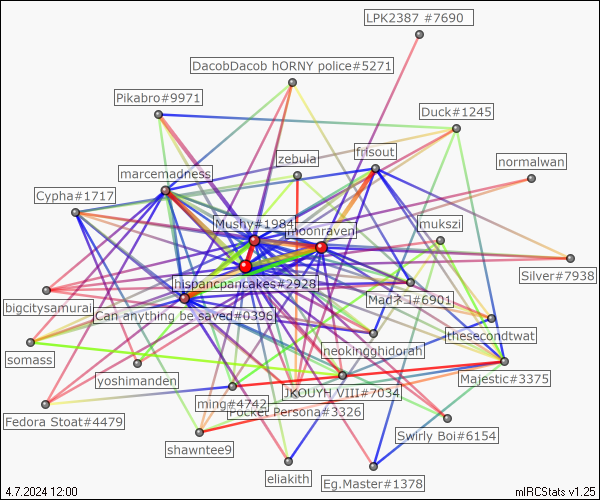 LPK2387 #7690
DacobDacob hORNY police#5271
Pikabro#9971
Duck#1245
zebula
frisout
normalwan
marcemadness
Cypha#1717
Mushy#1984
moonraven
mukszi
Silver#7938
hispancpancakes#2928
bigcitysamurai
Madネコ#6901
Can anything be saved#0396
thesecondtwat
neokingghidorah
somass
Majestic#3375
yoshimanden
JKOUYH VIII#7034
ming#4742
Pocket Persona#3326
Fedora Stoat#4479
Swirly Boi#6154
shawntee9
eliakith
Eg.Master#1378
4.7.2024 12:00
mIRCStats v1.25